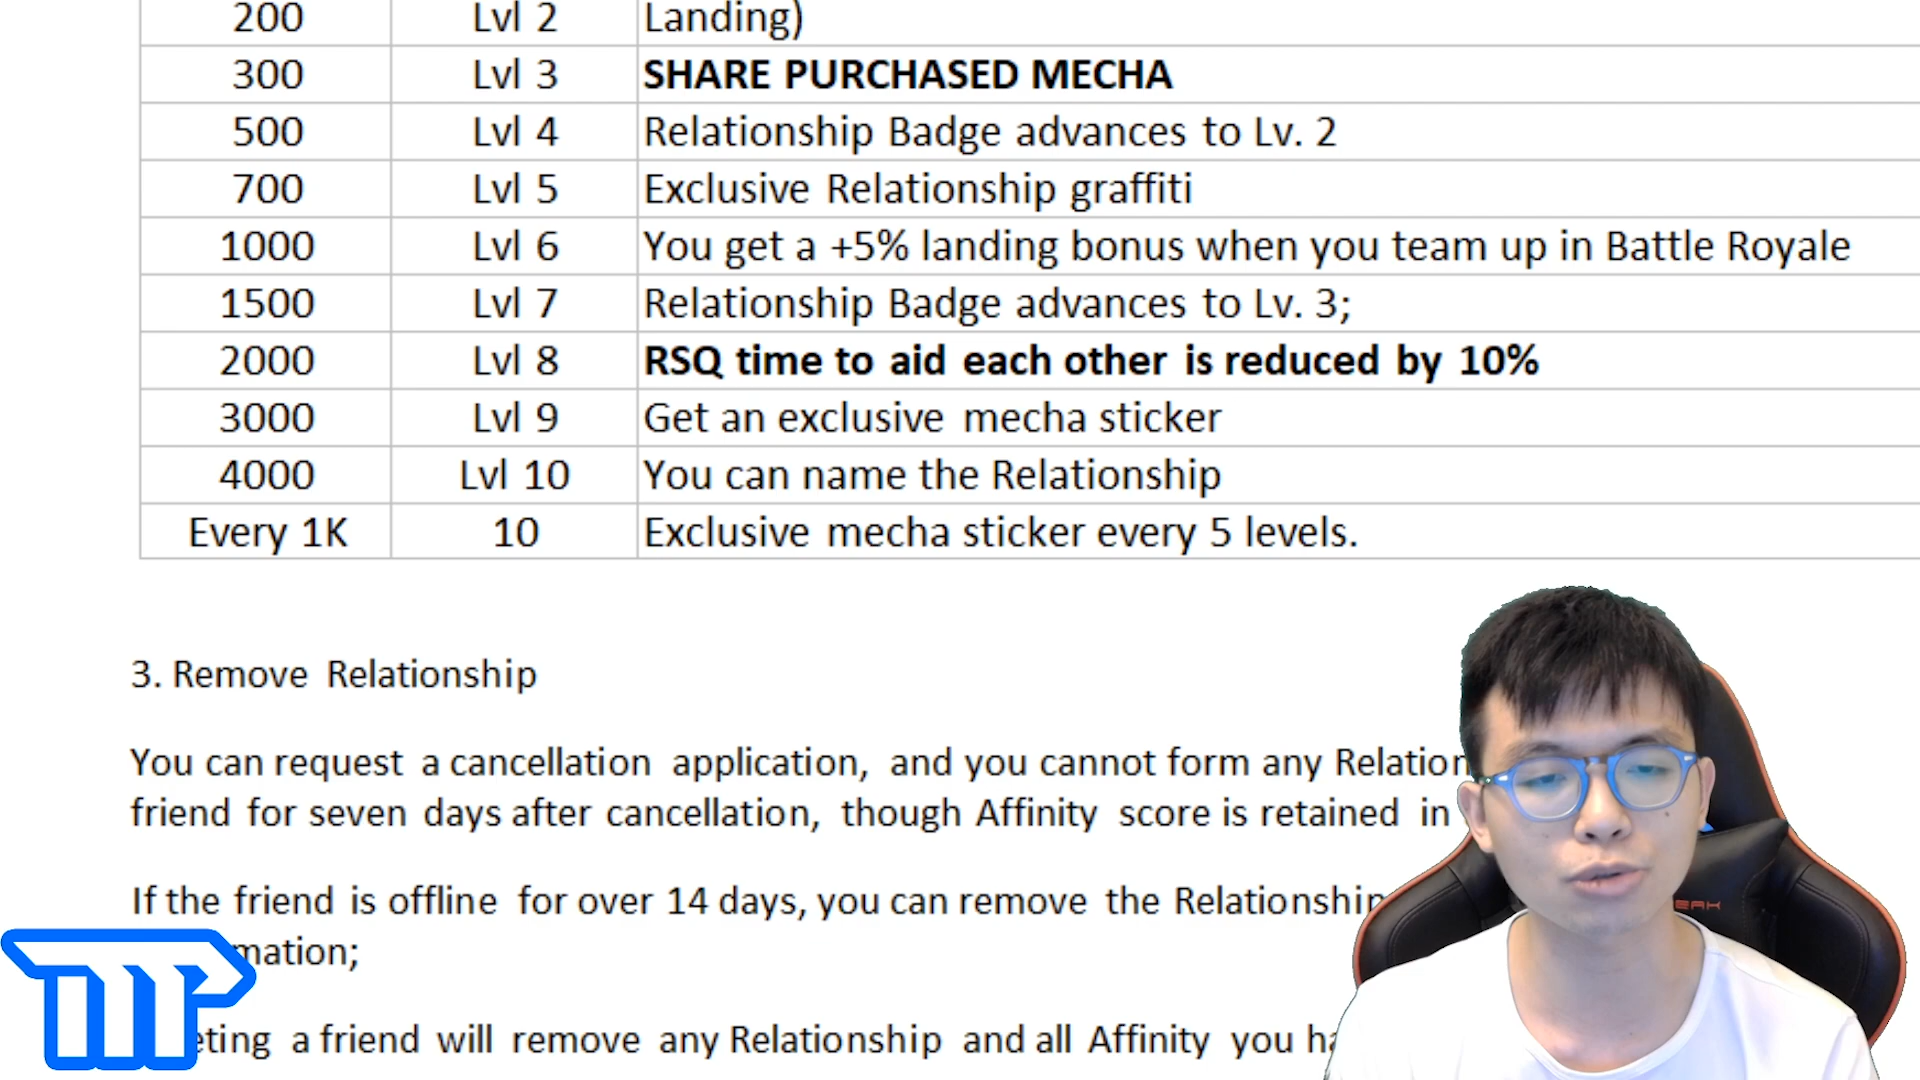 200 Lvl 2 Landing)
300 Lvl 3 SHARE PURCHASED MECHA
500 Lvl 4 Relationship Badge advances to Lv. 2
700 Lvl 5 Exclusive Relationship graffiti
1000 Lvl 6 You get a +5% landing bonus when you team up in Battle Royale
1500 Lvl 7 Relationship Badge advances to Lv. 3;
2000 Lvl 8 RSQ time to aid each other is reduced by 10%
3000 Lvl 9 Get an exclusive mecha sticker
4000 Lvl 10 You can name the Relationship
Every 1K 10 Exclusive mecha sticker every 5 levels.
3. Remove Relationship
You can request a cancellation application, and you cannot form any
friend for seven days after cancellation, though Affinity score is retained in
If the friend is offline for over 14 days, you can remove the Relationship
a friend will remove any Relationship and all Affinity you